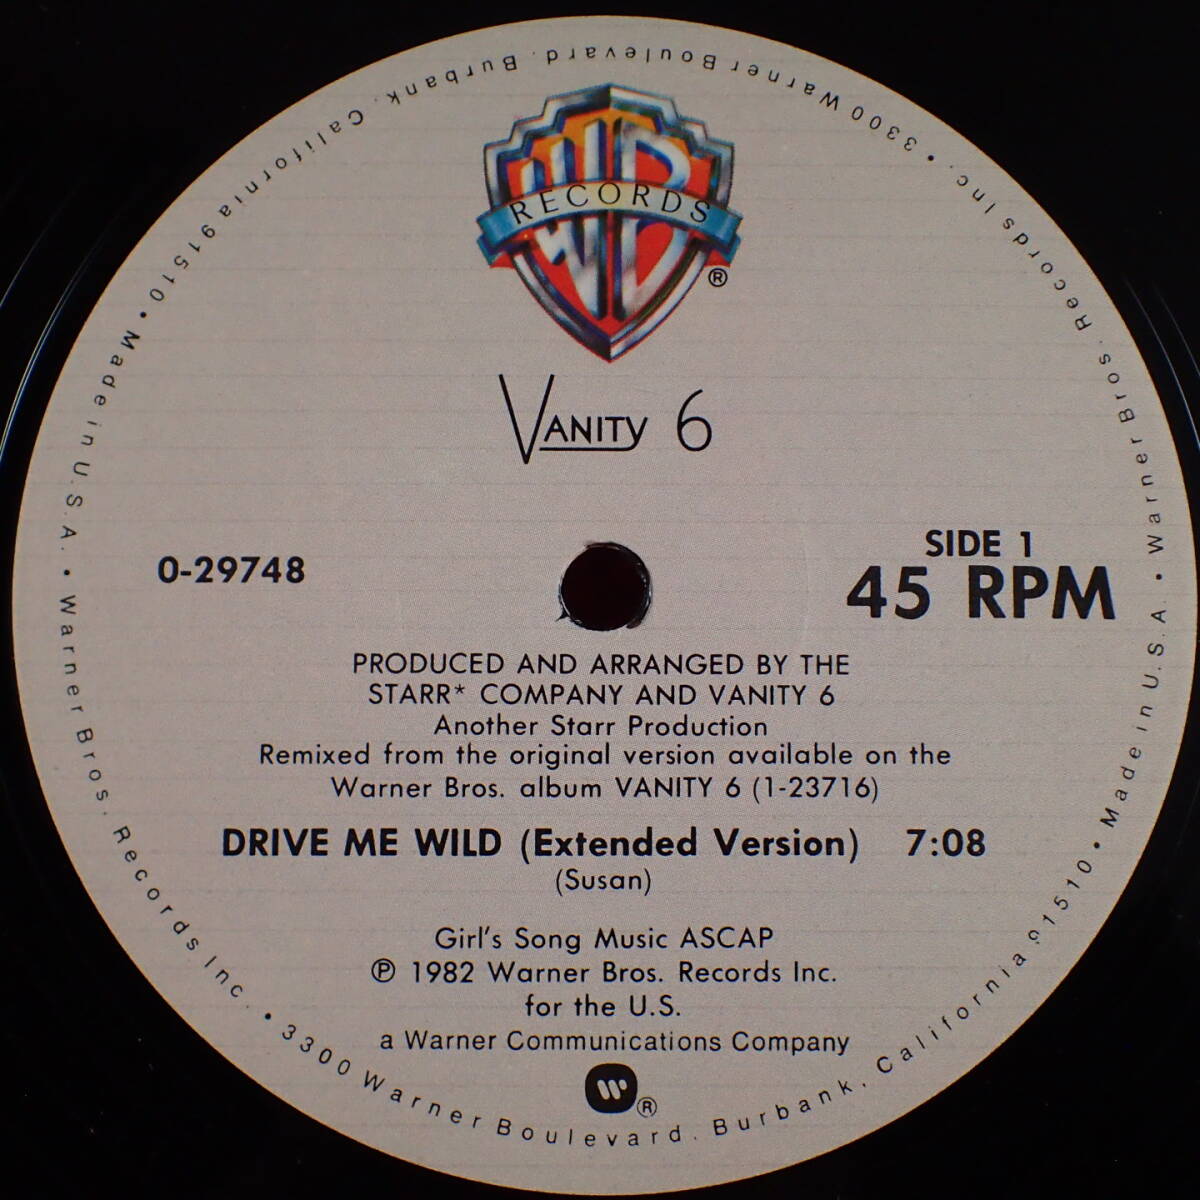 WB
RECORDS
®
VANITY 6
0-29748
SIDE 1
45 RPM
PRODUCED AND ARRANGED BY THE
STARR* COMPANY AND VANITY 6
Another Starr Production
Remixed from the original version available on the
Warner Bros. album VANITY 6 (1-23716)
DRIVE ME WILD (Extended Version) 7:08
(Susan)
Girl's Song Music ASCAP
℗ 1982 Warner Bros. Records Inc.
for the U.S.
a Warner Communications Company
W ®
Warner Bros. Records Inc. • 3300 Warner Boulevard. Burbank. California 91510 • Made in U.S.A. • Warner Bros. Records Inc. • 3300 Warner Boulevard. Burbank. California 91510 • Made in U.S.A. •